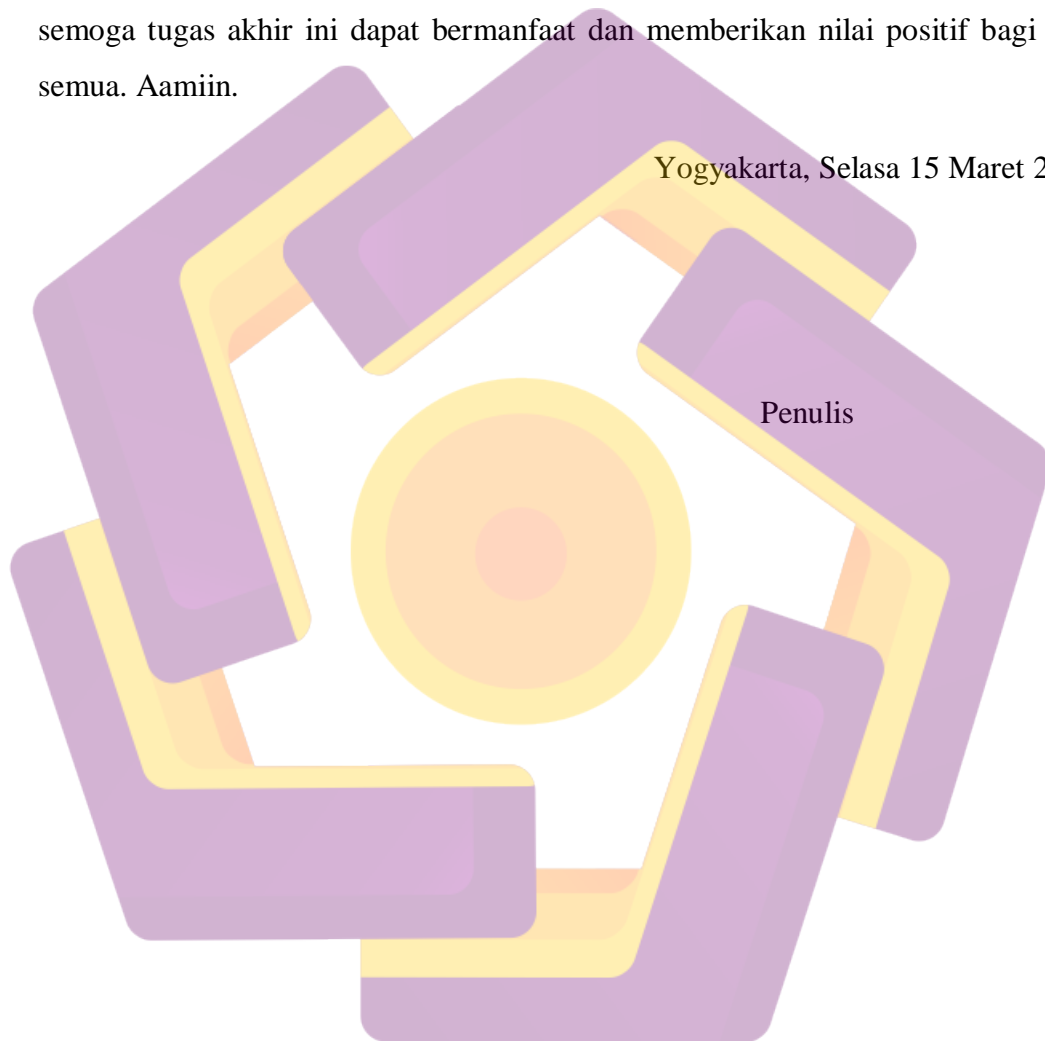 semoga tugas akhir ini dapat bermanfaat dan memberikan nilai positif bagi
semua. Aamiin.
Yogyakarta, Selasa 15 Maret 2
Penulis